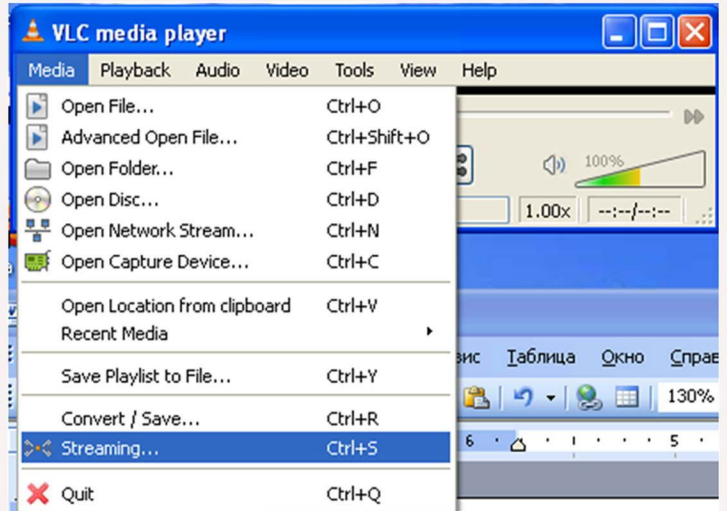 VLC media player
Media Playback Audio Video Tools View Help
Open File... Ctrl+O
Advanced Open File... Ctrl+Shift+O
Open Folder... Ctrl+F
100%
Open Disc... Ctrl+D
1.00x --:--/--:--
Open Network Stream... Ctrl+N
Open Capture Device... Ctrl+C
Open Location from clipboard Ctrl+V
Recent Media
вис Таблица Окно Справ
Save Playlist to File... Ctrl+Y
130%
Convert / Save... Ctrl+R
Streaming... Ctrl+S
6 5
Quit Ctrl+Q